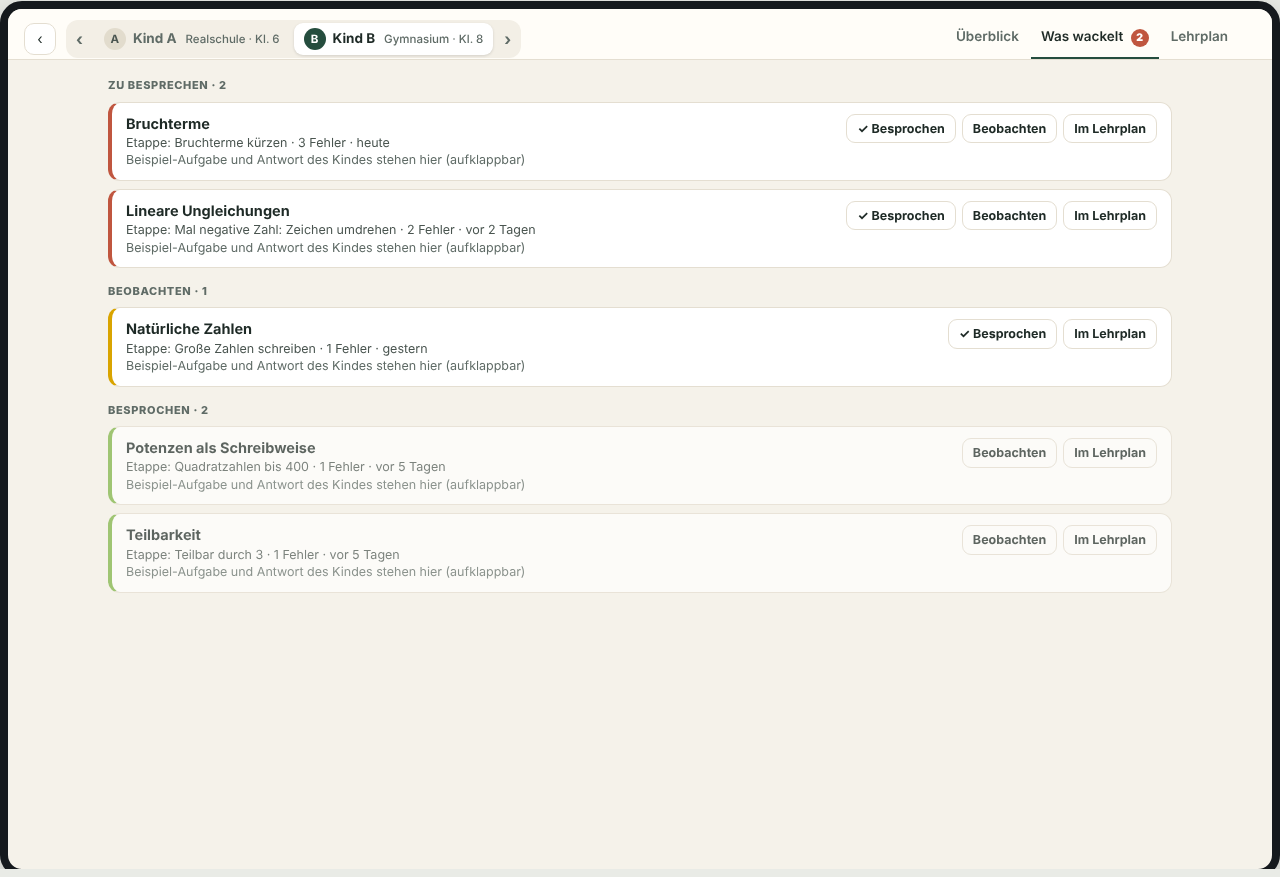 ‹ ‹ A Kind A Realschule · Kl. 6 B Kind B Gymnasium · Kl. 8 › Überblick Was wackelt 2 Lehrplan
ZU BESPRECHEN · 2
Bruchterme ✓ Besprochen Beobachten Im Lehrplan
Etappe: Bruchterme kürzen · 3 Fehler · heute
Beispiel-Aufgabe und Antwort des Kindes stehen hier (aufklappbar)
Lineare Ungleichungen ✓ Besprochen Beobachten Im Lehrplan
Etappe: Mal negative Zahl: Zeichen umdrehen · 2 Fehler · vor 2 Tagen
Beispiel-Aufgabe und Antwort des Kindes stehen hier (aufklappbar)
BEOBACHTEN · 1
Natürliche Zahlen ✓ Besprochen Im Lehrplan
Etappe: Große Zahlen schreiben · 1 Fehler · gestern
Beispiel-Aufgabe und Antwort des Kindes stehen hier (aufklappbar)
BESPROCHEN · 2
Potenzen als Schreibweise Beobachten Im Lehrplan
Etappe: Quadratzahlen bis 400 · 1 Fehler · vor 5 Tagen
Beispiel-Aufgabe und Antwort des Kindes stehen hier (aufklappbar)
Teilbarkeit Beobachten Im Lehrplan
Etappe: Teilbar durch 3 · 1 Fehler · vor 5 Tagen
Beispiel-Aufgabe und Antwort des Kindes stehen hier (aufklappbar)